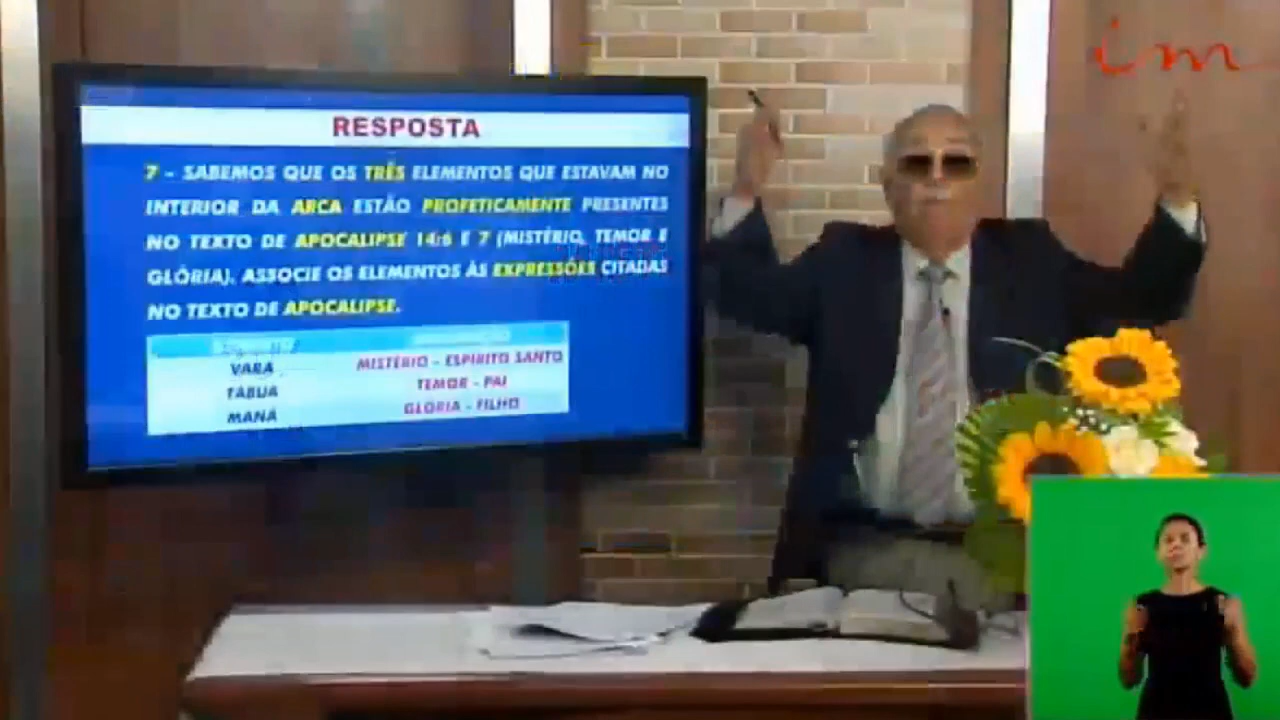 im
RESPOSTA
7 - SABEMOS QUE OS TRÊS ELEMENTOS QUE ESTAVAM NO
INTERIOR DA ARCA ESTÃO PROFETICAMENTE PRESENTES
NO TEXTO DE APOCALIPSE 14:6 E 7 (MISTÉRIO, TEMOR E
GLÓRIA). ASSOCIE OS ELEMENTOS ÀS EXPRESSÕES CITADAS
NO TEXTO DE APOCALIPSE.
VARA MISTÉRIO - ESPÍRITO SANTO
TÁBUA TEMOR - PAI
MANÁ GLÓRIA - FILHO